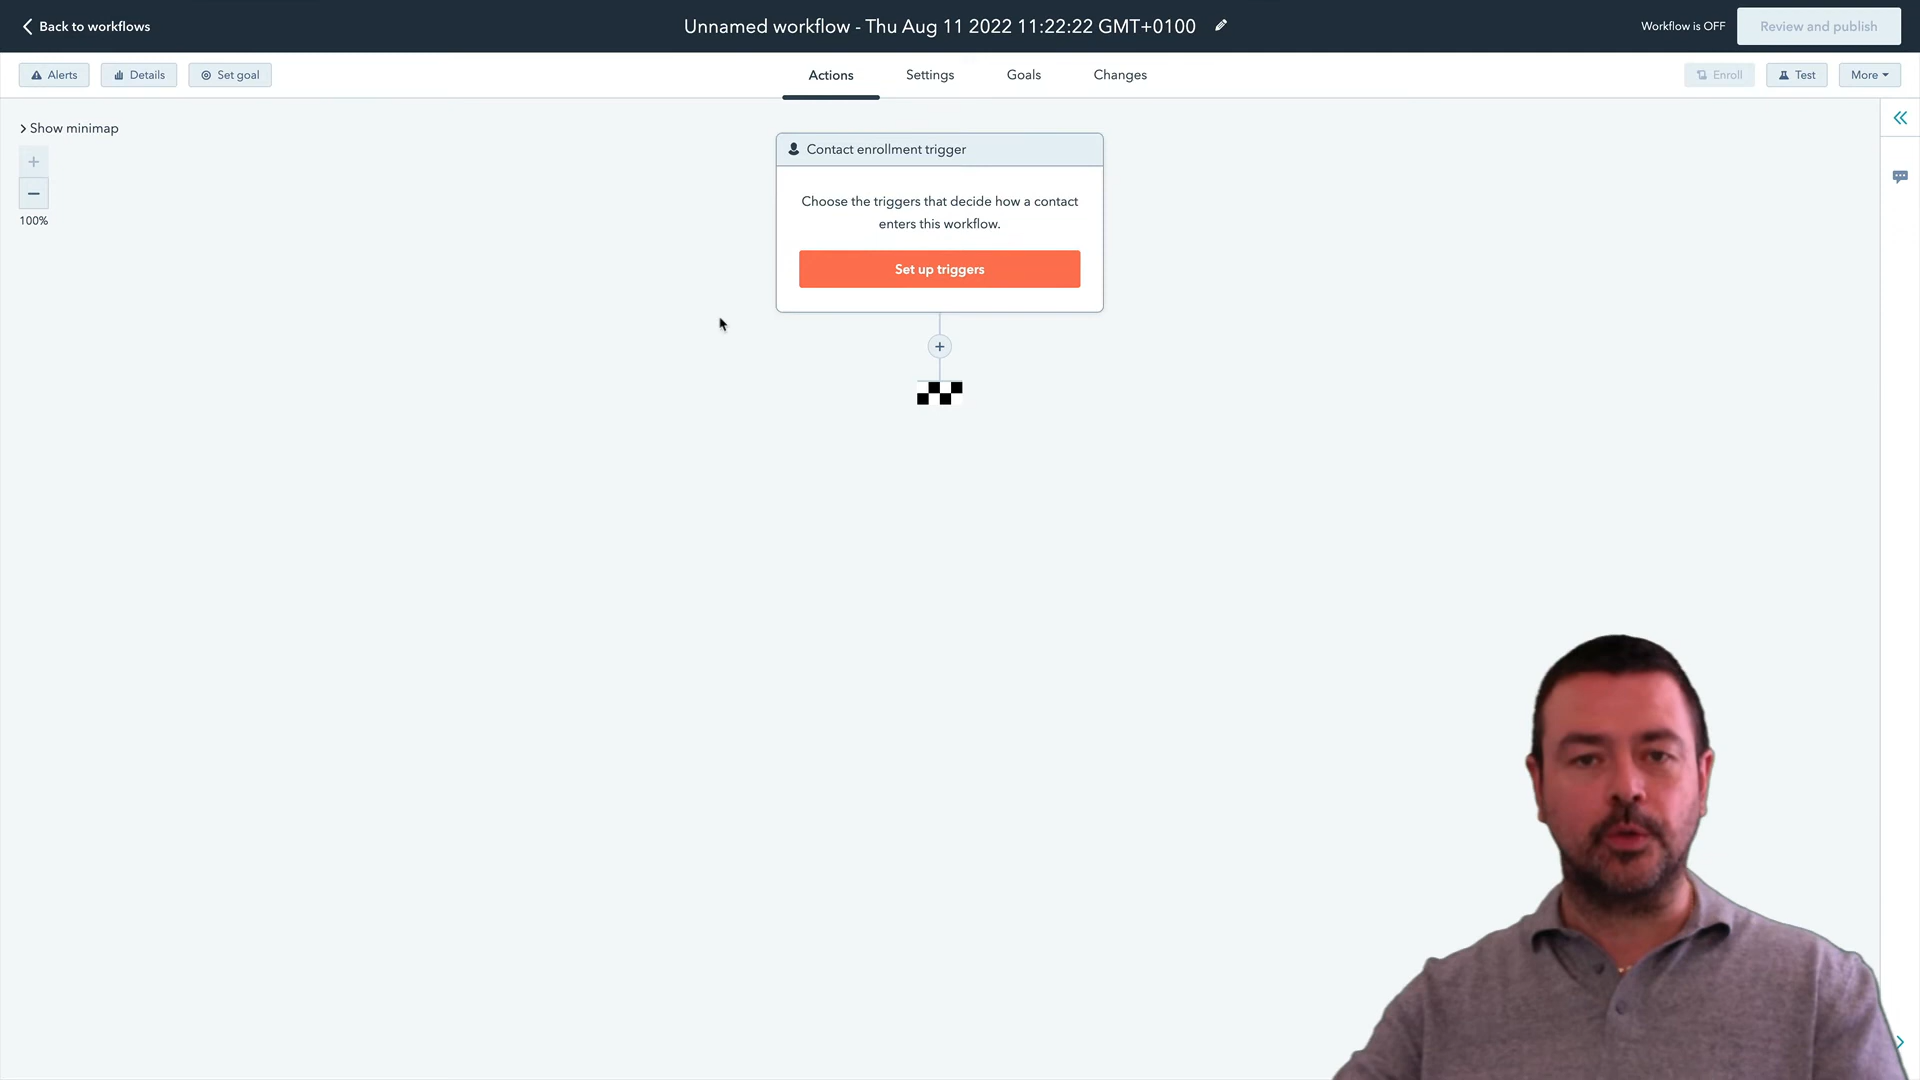 Back to workflows
Unnamed workflow - Thu Aug 11 2022 11:22:22 GMT+0100
Workflow is OFF
Review and publish
Alerts
Details
Set goal
Actions
Settings
Goals
Changes
Enroll
Test
More
Show minimap
+
−
100%
Contact enrollment trigger
Choose the triggers that decide how a contact
enters this workflow.
Set up triggers
+